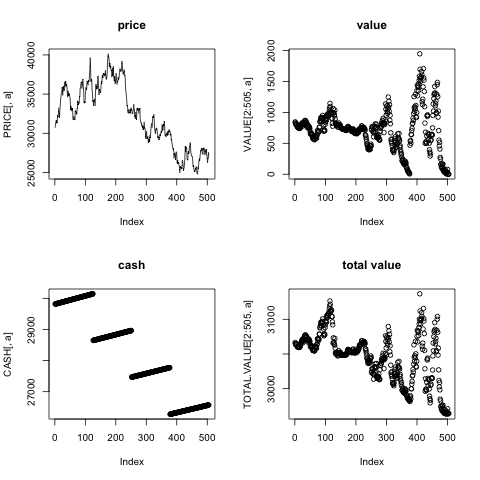 price
PRICE[, a]
40000
35000
30000
25000
0 100 200 300 400 500
Index
value
VALUE[2:505, a]
2000
1500
1000
500
0
0 100 200 300 400 500
Index
cash
CASH[, a]
29000
27000
0 100 200 300 400 500
Index
total value
TOTAL.VALUE[2:505, a]
31000
30000
0 100 200 300 400 500
Index